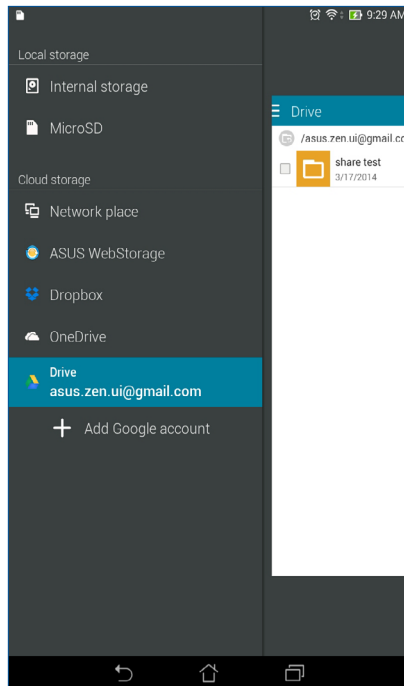 9:29 AM
Local storage
Internal storage
MicroSD
Cloud storage
Network place
ASUS WebStorage
Dropbox
OneDrive
Drive
asus.zen.ui@gmail.com
Add Google account
Drive
/asus.zen.ui@gmail.co
share test
3/17/2014